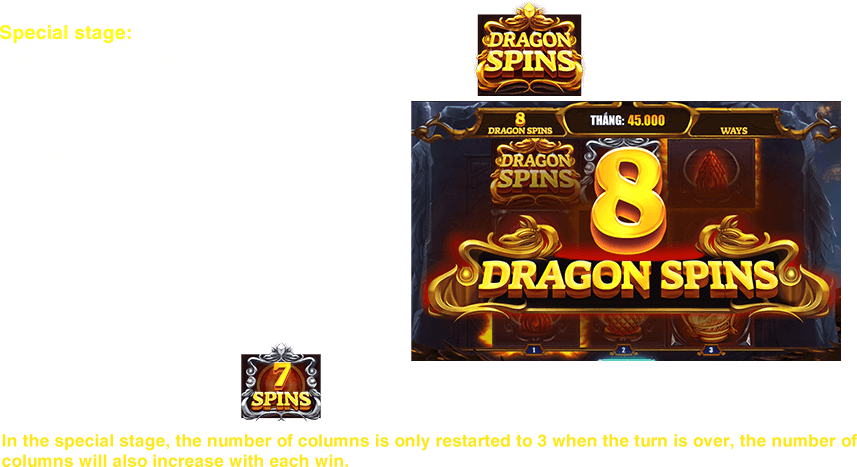 Special stage:
DRAGON
SPINS
8
DRAGON SPINS
THẮNG: 45.000
WAYS
DRAGON
SPINS
8
DRAGON SPINS
1
2
3
7
SPINS
In the special stage, the number of columns is only restarted to 3 when the turn is over, the number of
columns will also increase with each win.